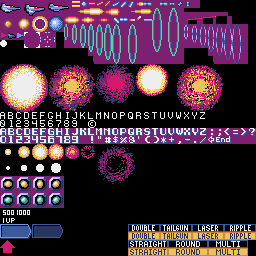 ABCDEFGHIJKLMNOPQRSTUVWXYZ
0123456789 ©
ABCDEFGHIJKLMNOPQRSTUVWXYZ:;<=>?
0123456789 !"#$%&'()*+,-./©End
500 1000
1UP
DOUBLE TAILGUN LASER RIPPLE
DOUBLE TAILGUN LASER RIPPLE
STRAIGHT ROUND MULTI
STRAIGHT ROUND MULTI